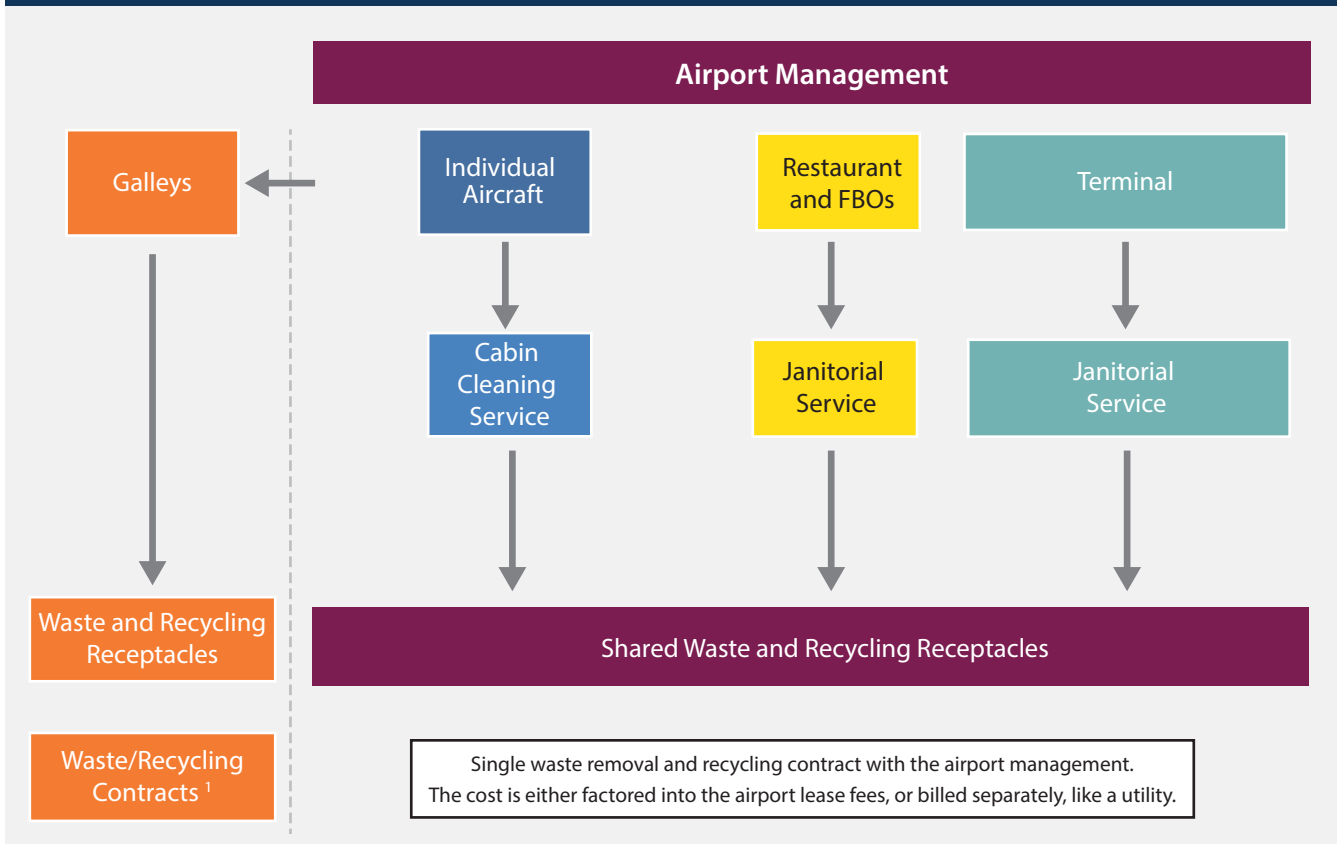 Airport Management
Galleys
Individual
Aircraft
Restaurant
and FBOs
Terminal
Cabin
Cleaning
Service
Janitorial
Service
Janitorial
Service
Waste and Recycling
Receptacles
Shared Waste and Recycling Receptacles
Waste/Recycling
Contracts 1
Single waste removal and recycling contract with the airport management.
The cost is either factored into the airport lease fees, or billed separately, like a utility.